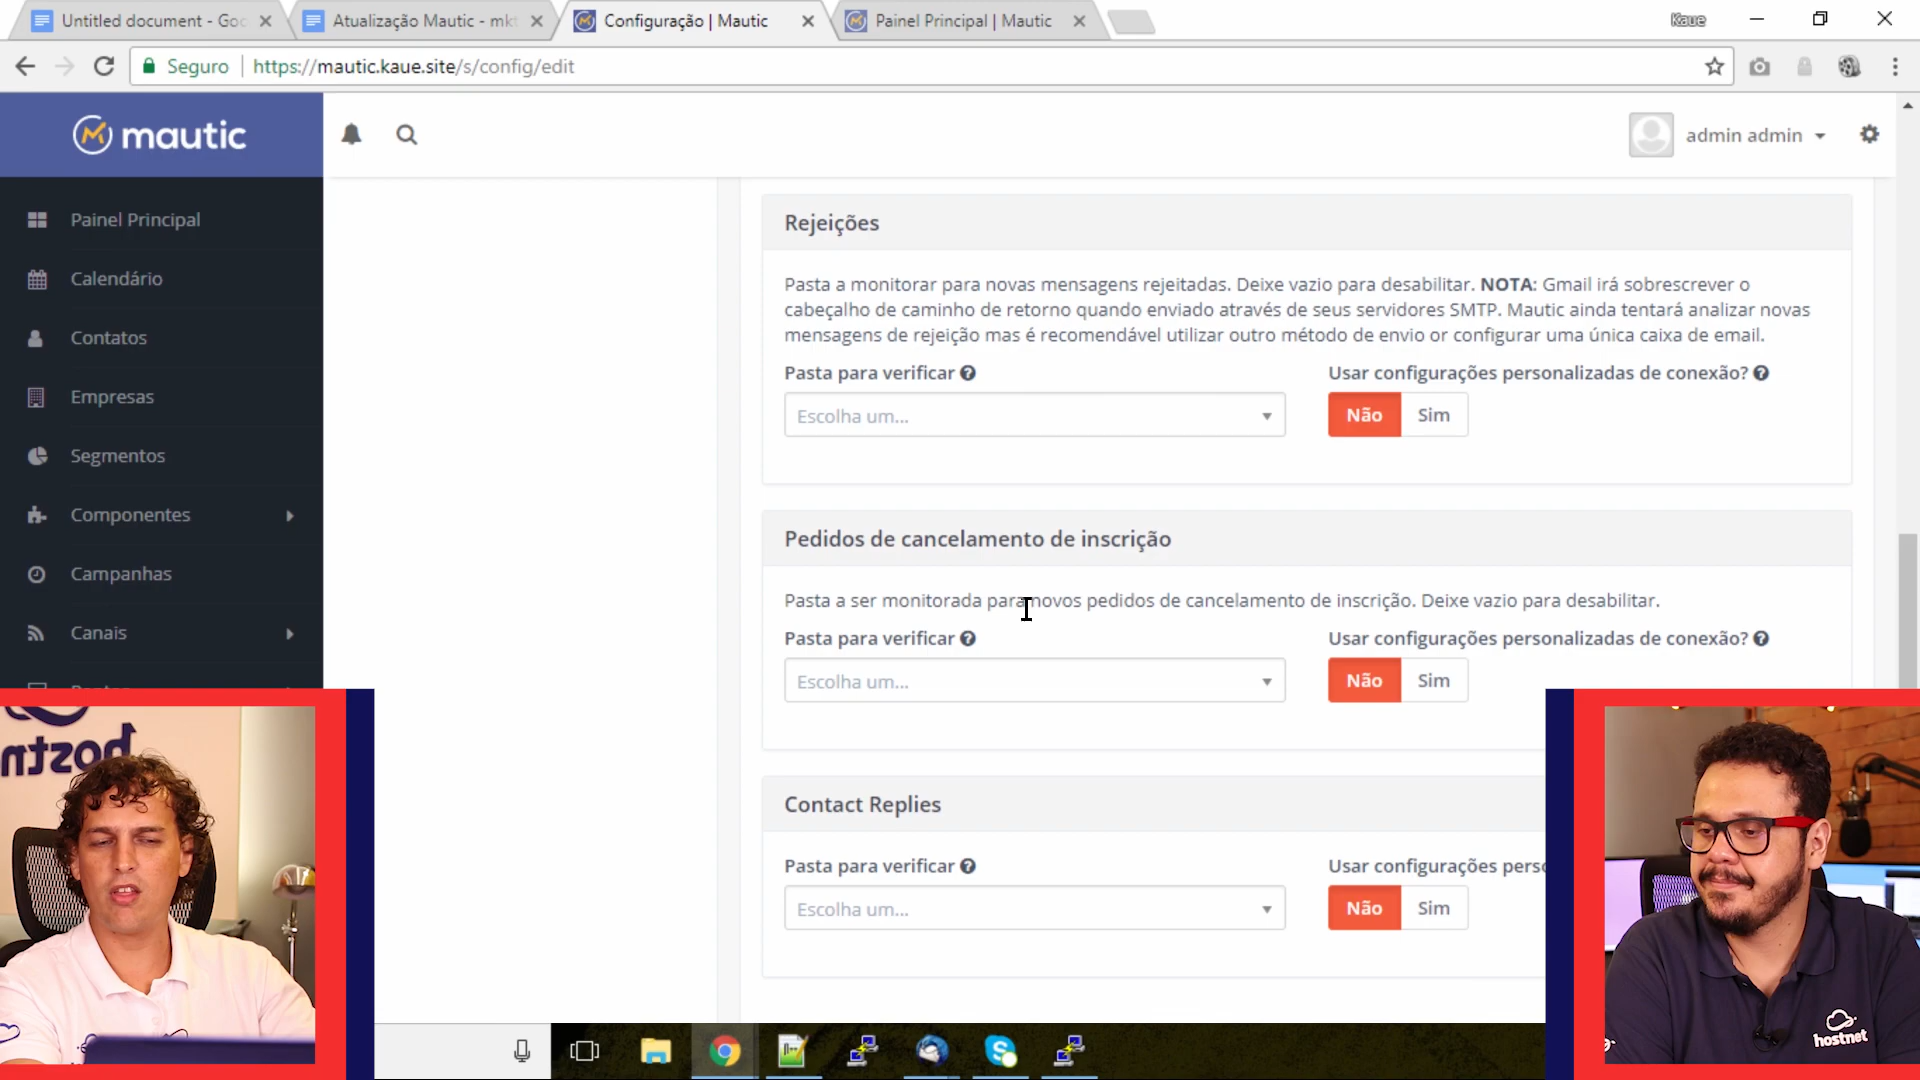 Untitled document - Goo
Atualização Mautic - mkt
Configuração | Mautic
Painel Principal | Mautic
Kaue
Seguro
https://mautic.kaue.site/s/config/edit
mautic
admin admin
Painel Principal
Calendário
Contatos
Empresas
Segmentos
Componentes
Campanhas
Canais
Rejeições
Pasta a monitorar para novas mensagens rejeitadas. Deixe vazio para desabilitar. NOTA: Gmail irá sobrescrever o
cabeçalho de caminho de retorno quando enviado através de seus servidores SMTP. Mautic ainda tentará analizar novas
mensagens de rejeição mas é recomendável utilizar outro método de envio or configurar uma única caixa de email.
Pasta para verificar
Usar configurações personalizadas de conexão?
Escolha um...
Não Sim
Pedidos de cancelamento de inscrição
Pasta a ser monitorada para novos pedidos de cancelamento de inscrição. Deixe vazio para desabilitar.
Pasta para verificar
Usar configurações personalizadas de conexão?
Escolha um...
Não Sim
Contact Replies
Pasta para verificar
Usar configurações perso
Escolha um...
Não Sim
hostn
hostnet